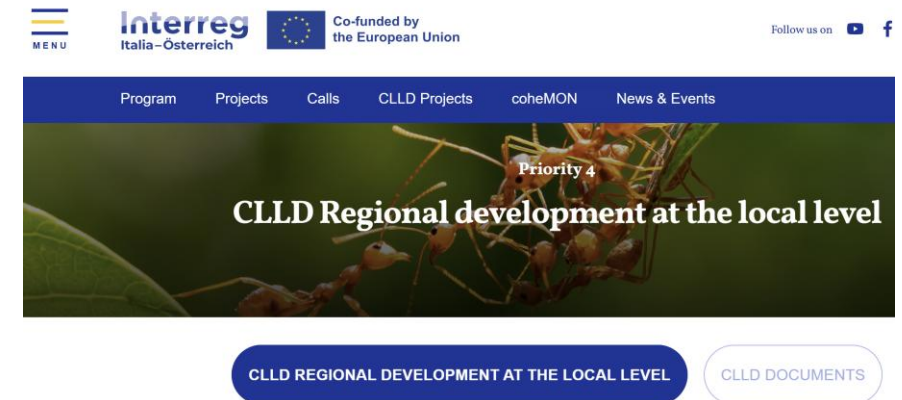 MENU
Interreg
Italia–Österreich
Co-funded by
the European Union
Follow us on
Program Projects Calls CLLD Projects coheMON News & Events
Priority 4
CLLD Regional development at the local level
CLLD REGIONAL DEVELOPMENT AT THE LOCAL LEVEL
CLLD DOCUMENTS